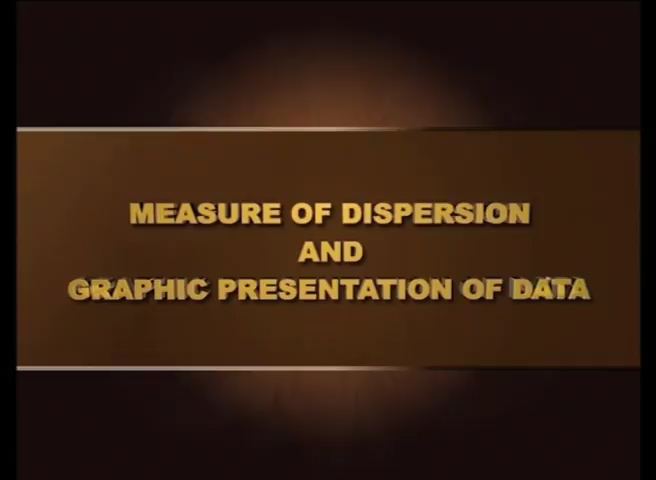 MEASURE OF DISPERSION
AND
GRAPHIC PRESENTATION OF DATA